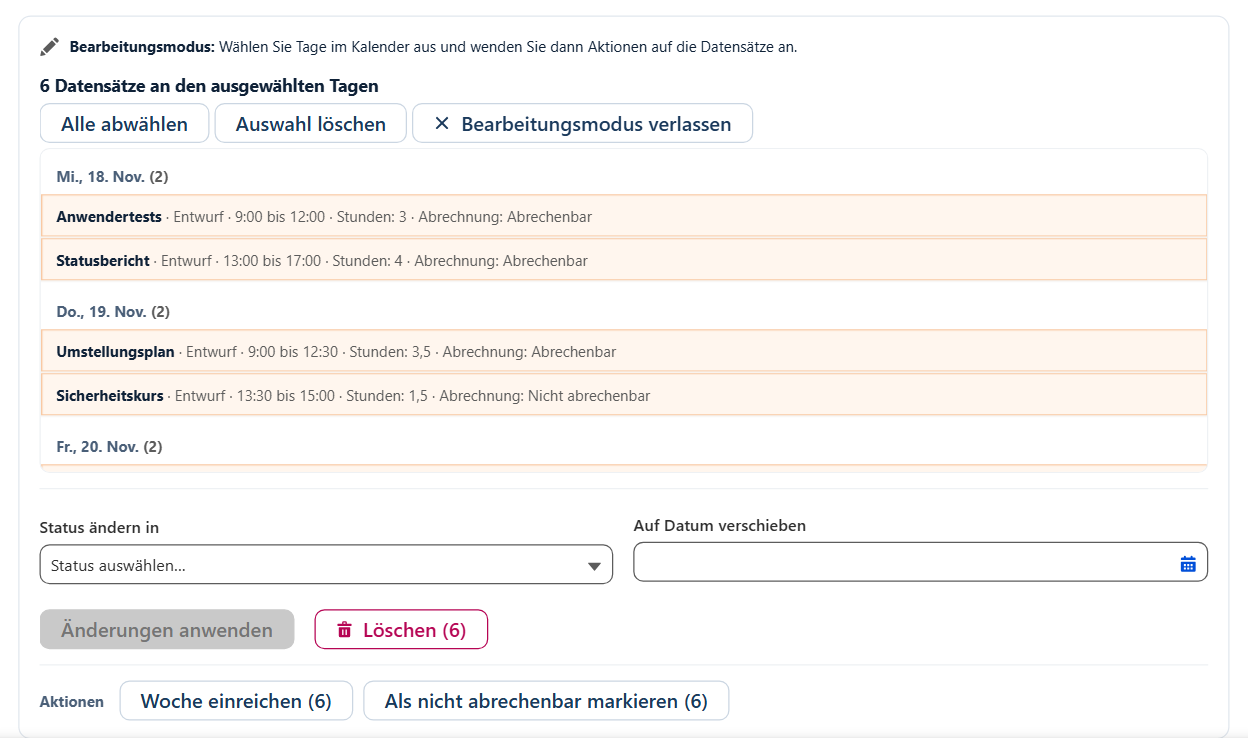 Bearbeitungsmodus: Wählen Sie Tage im Kalender aus und wenden Sie dann Aktionen auf die Datensätze an.
6 Datensätze an den ausgewählten Tagen
Alle abwählen Auswahl löschen × Bearbeitungsmodus verlassen
Mi., 18. Nov. (2)
Anwendertests · Entwurf · 9:00 bis 12:00 · Stunden: 3 · Abrechnung: Abrechenbar
Statusbericht · Entwurf · 13:00 bis 17:00 · Stunden: 4 · Abrechnung: Abrechenbar
Do., 19. Nov. (2)
Umstellungsplan · Entwurf · 9:00 bis 12:30 · Stunden: 3,5 · Abrechnung: Abrechenbar
Sicherheitskurs · Entwurf · 13:30 bis 15:00 · Stunden: 1,5 · Abrechnung: Nicht abrechenbar
Fr., 20. Nov. (2)
Status ändern in
Status auswählen...
Auf Datum verschieben
Änderungen anwenden Löschen (6)
Aktionen Woche einreichen (6) Als nicht abrechenbar markieren (6)